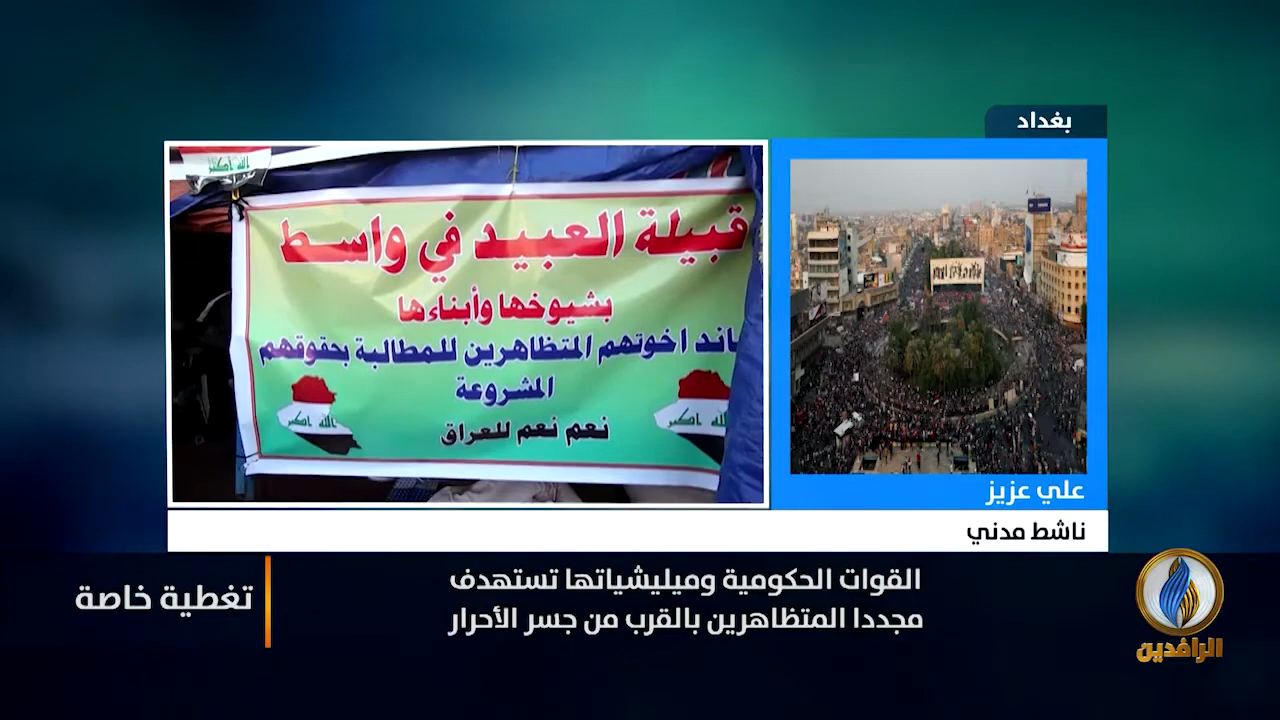 بغداد
الله اكبر
قبيلة العبيد في واسط
بشيوخها وأبناءها
اخوتهم المتظاهرين للمطالبة بحقوقهم
المشروعة
الله اكبر
الله اكبر
نعم نعم للعراق
علي عزيز
ناشط مدني
القوات الحكومية وميليشياتها تستهدف
مجددا المتظاهرين بالقرب من جسر الأحرار
تغطية خاصة
الرافدين